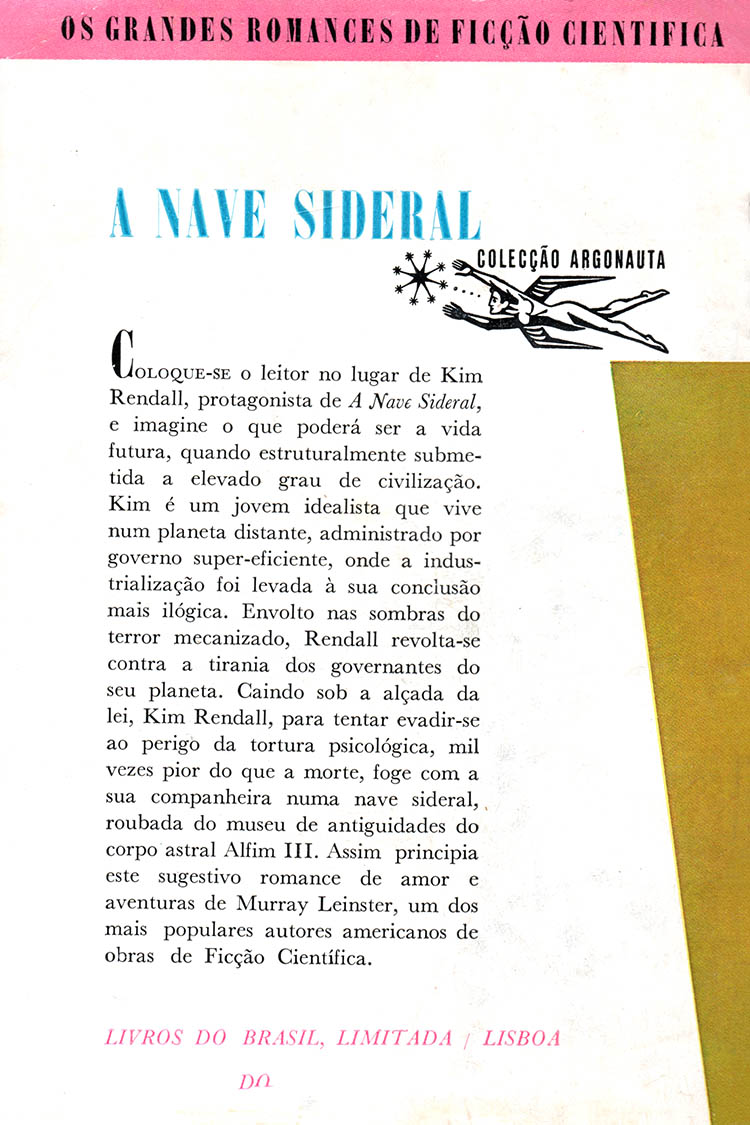 OS GRANDES ROMANCES DE FICÇÃO CIENTIFICA
A NAVE SIDERAL
COLECÇÃO ARGONAUTA
COLOQUE-SE o leitor no lugar de Kim
Rendall, protagonista de A Nave Sideral,
e imagine o que poderá ser a vida
futura, quando estruturalmente subme-
tida a elevado grau de civilização.
Kim é um jovem idealista que vive
num planeta distante, administrado por
governo super-eficiente, onde a indus-
trialização foi levada à sua conclusão
mais ilógica. Envolto nas sombras do
terror mecanizado, Rendall revolta-se
contra a tirania dos governantes do
seu planeta. Caindo sob a alçada da
lei, Kim Rendall, para tentar evadir-se
ao perigo da tortura psicológica, mil
vezes pior do que a morte, foge com a
sua companheira numa nave sideral,
roubada do museu de antiguidades do
corpo astral Alfim III. Assim principia
este sugestivo romance de amor e
aventuras de Murray Leinster, um dos
mais populares autores americanos de
obras de Ficção Científica.
LIVROS DO BRASIL, LIMITADA / LISBOA